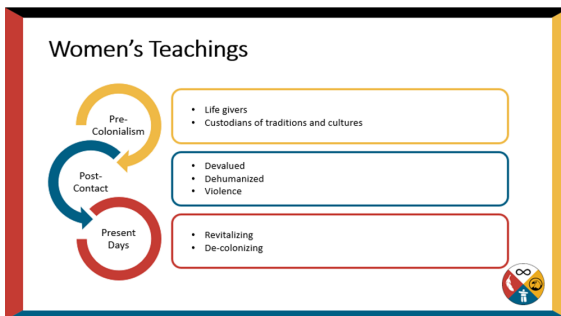 Women's Teachings
Pre-
Colonialism
• Life givers
• Custodians of traditions and cultures
Post-
Contact
• Devalued
• Dehumanized
• Violence
Present
Days
• Revitalizing
• De-colonizing